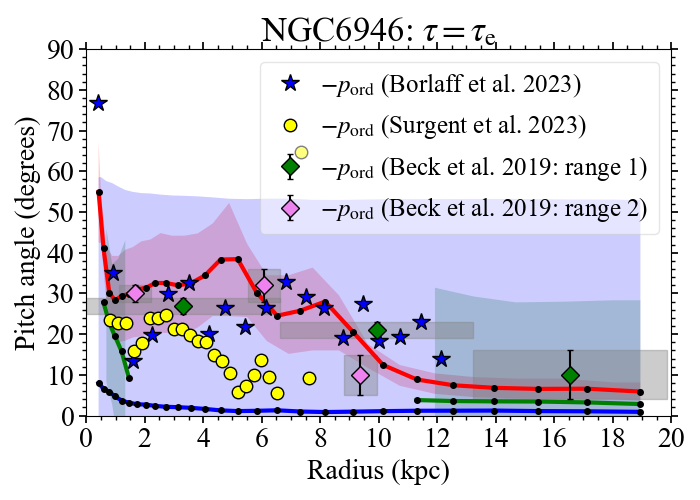 NGC6946: τ = τe
90
80
70
60
50
40
30
20
10
0
Pitch angle (degrees)
−pord (Borlaff et al. 2023)
−pord (Surgent et al. 2023)
−pord (Beck et al. 2019: range 1)
−pord (Beck et al. 2019: range 2)
0 2 4 6 8 10 12 14 16 18 20
Radius (kpc)